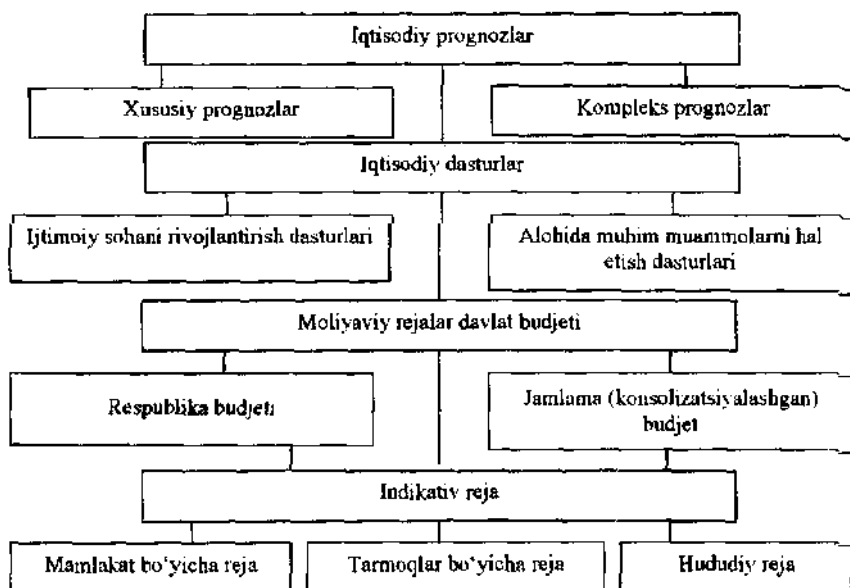 Iqtisodiy prognozlar
Xususiy prognozlar
Kompleks prognozlar
Iqtisodiy dasturlar
Ijtimoiy sohani rivojlantirish dasturlari
Alohida muhim muammolarni hal
etish dasturlari
Moliyaviy rejalar davlat budjeti
Respublika budjeti
Jamlama (konsolizatsiyalashgan)
budjet
Indikativ reja
Mamlakat bo‘yicha reja
Tarmoqlar bo‘yicha reja
Hududiy reja